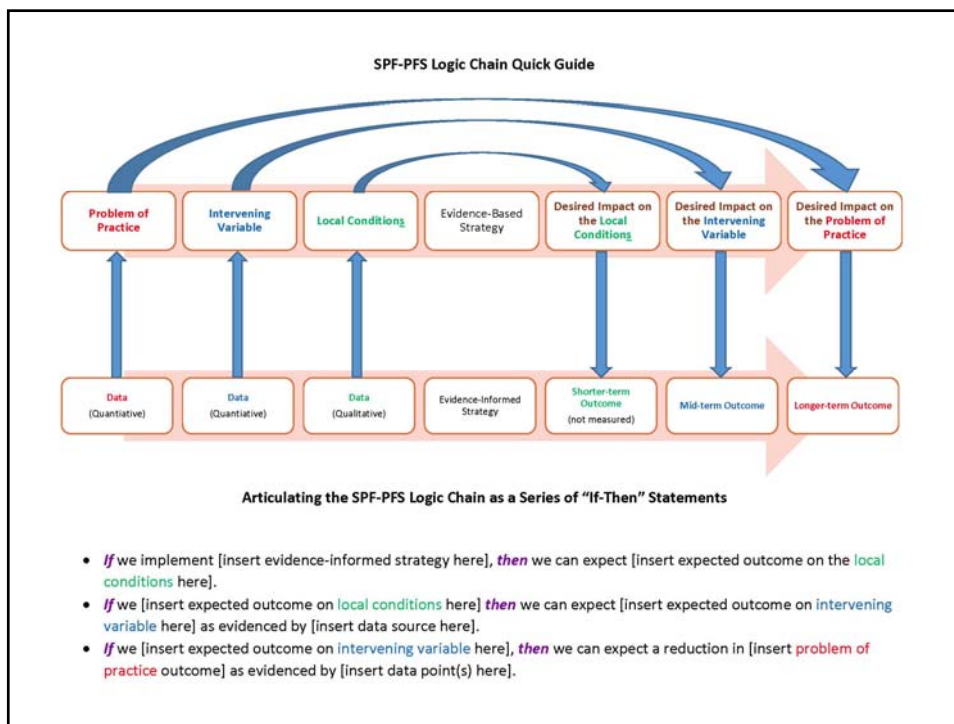 SPF-PFS Logic Chain Quick Guide
Problem of
Practice
Intervening
Variable
Local Conditions
Evidence-Based
Strategy
Desired Impact on
the Local
Conditions
Desired Impact on
the Intervening
Variable
Desired Impact on
the Problem of
Practice
Data
(Quantiative)
Data
(Quantiative)
Data
(Qualitative)
Evidence-Informed
Strategy
Shorter-term
Outcome
(not measured)
Mid-term Outcome
Longer-term Outcome
Articulating the SPF-PFS Logic Chain as a Series of “If-Then” Statements
• If we implement [insert evidence-informed strategy here], then we can expect [insert expected outcome on the local
conditions here].
• If we [insert expected outcome on local conditions here] then we can expect [insert expected outcome on intervening
variable here] as evidenced by [insert data source here].
• If we [insert expected outcome on intervening variable here], then we can expect a reduction in [insert problem of
practice outcome] as evidenced by [insert data point(s) here].